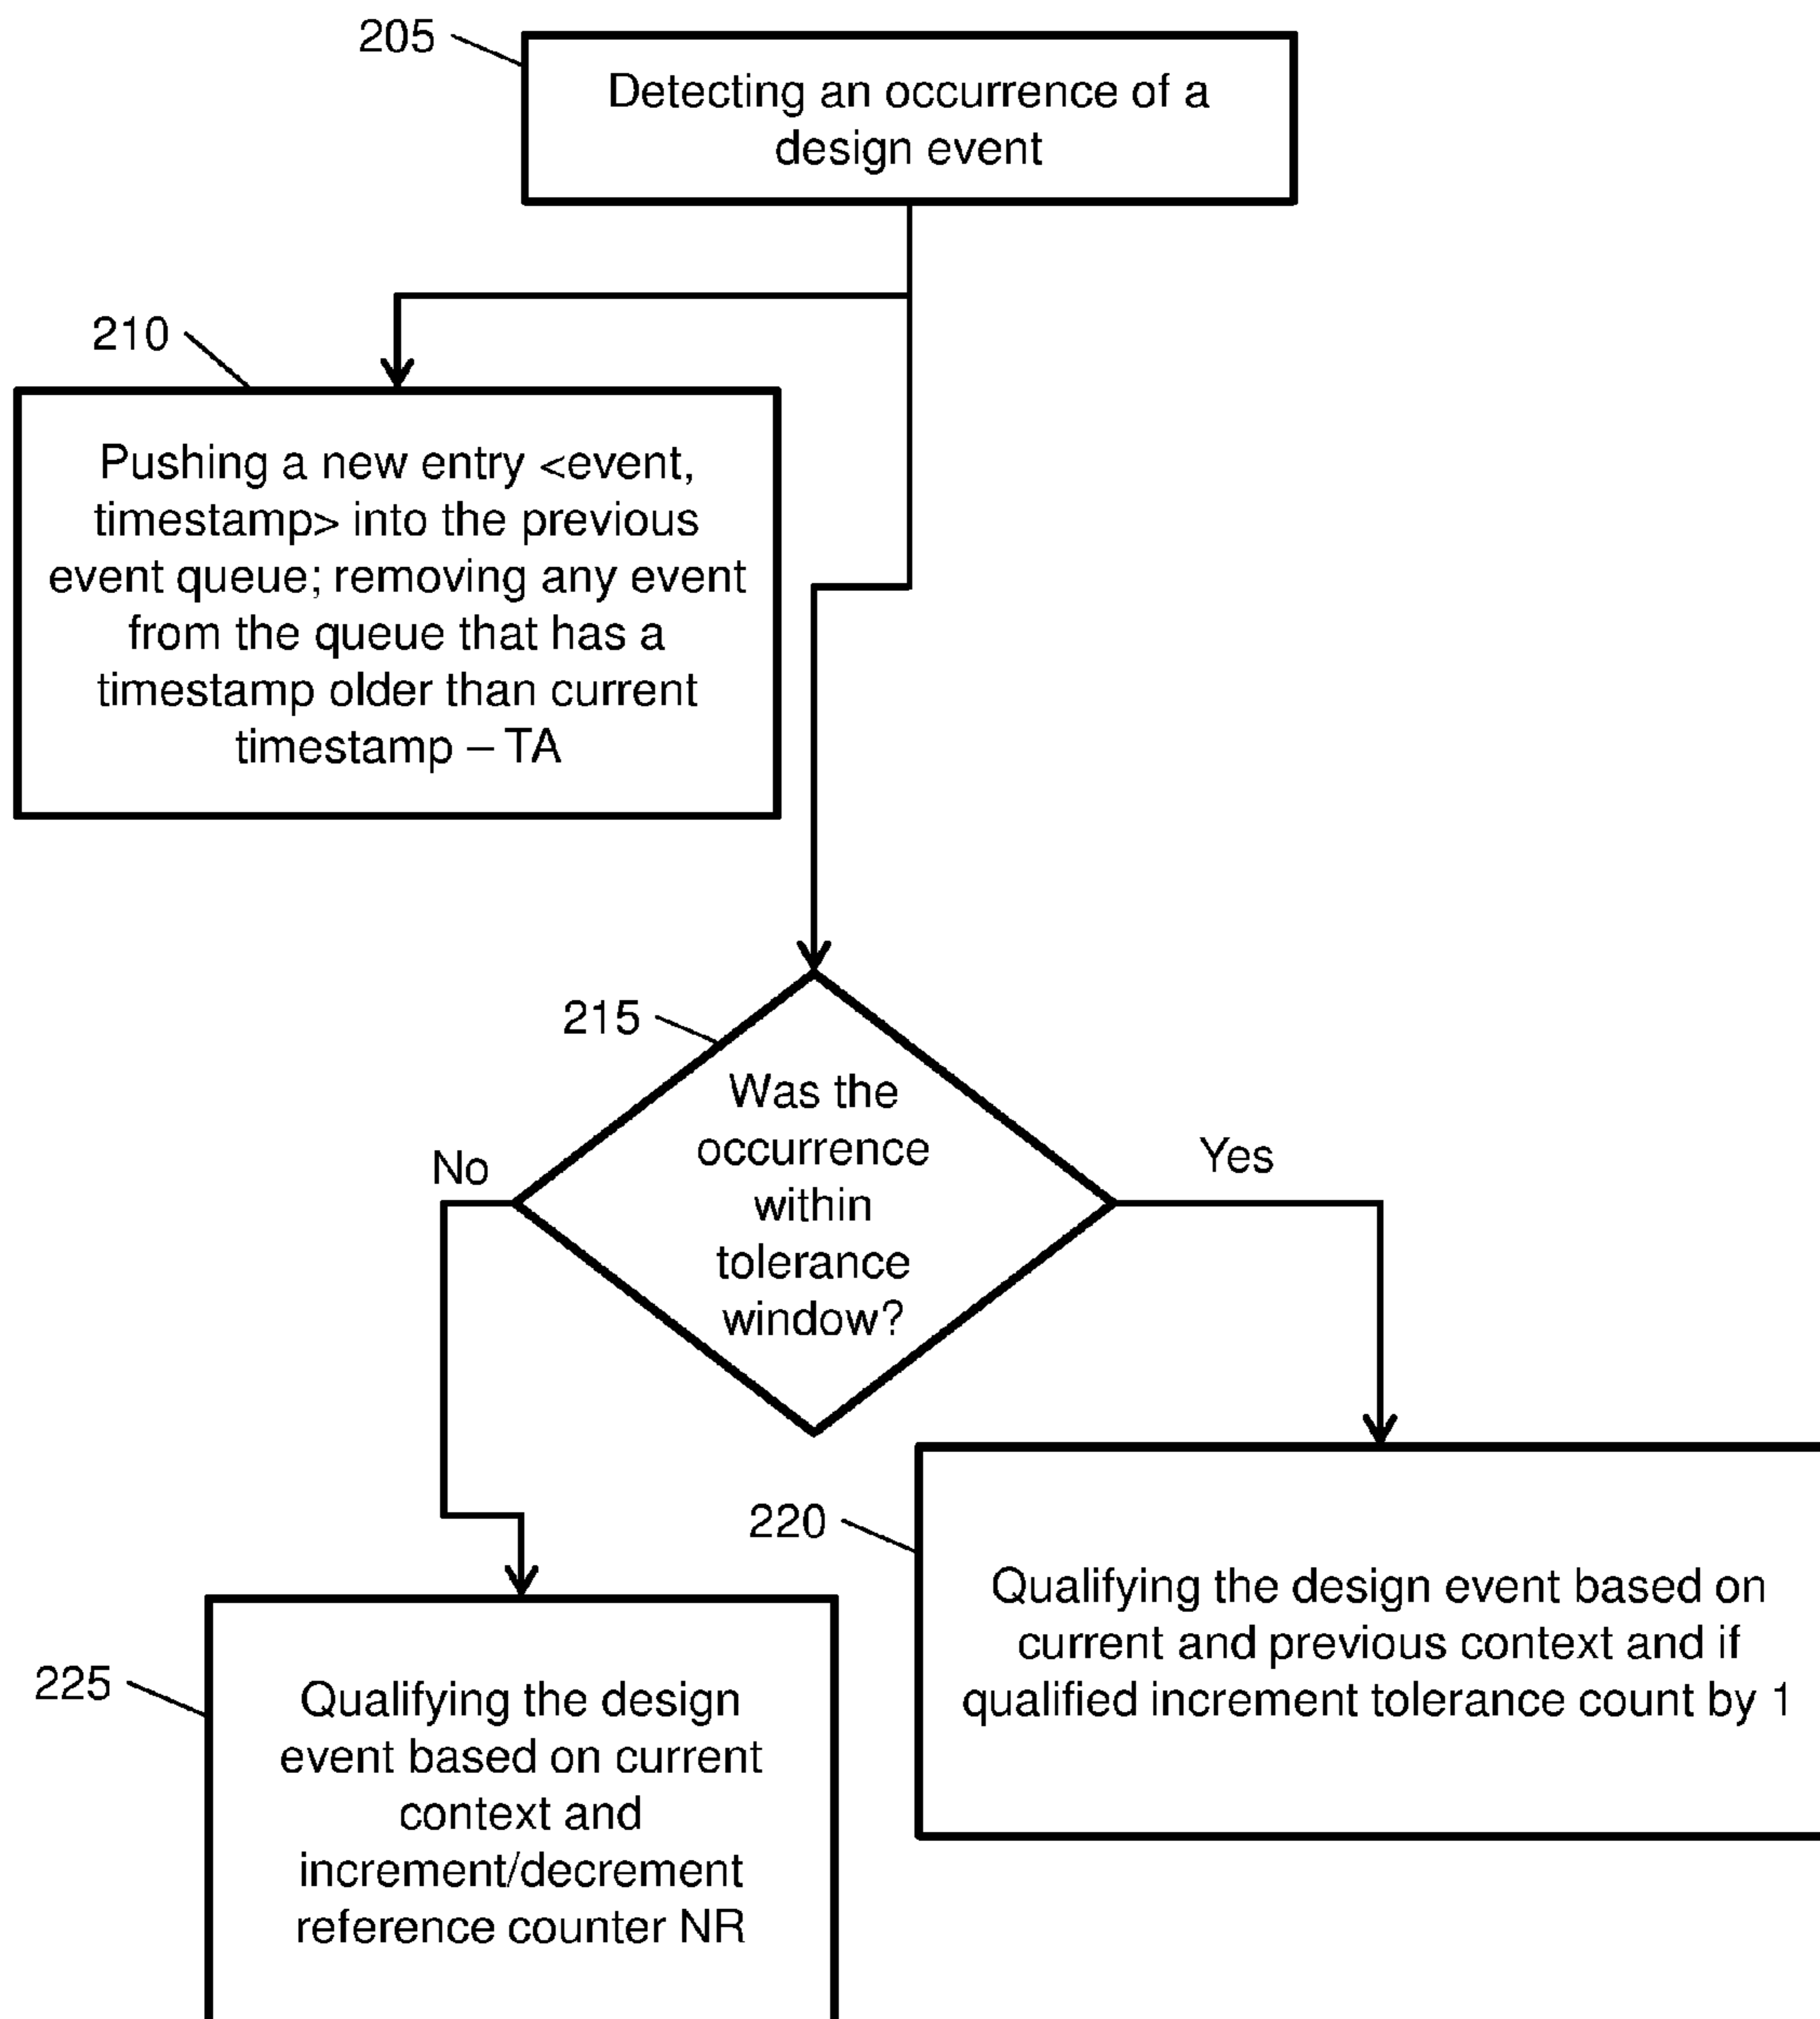 205
Detecting an occurrence of a
design event
210
Pushing a new entry <event,
timestamp> into the previous
event queue; removing any event
from the queue that has a
timestamp older than current
timestamp – TA
215
Was the
occurrence
within
tolerance
window?
No
Yes
220
Qualifying the design event based on
current and previous context and if
qualified increment tolerance count by 1
225
Qualifying the design
event based on current
context and
increment/decrement
reference counter NR